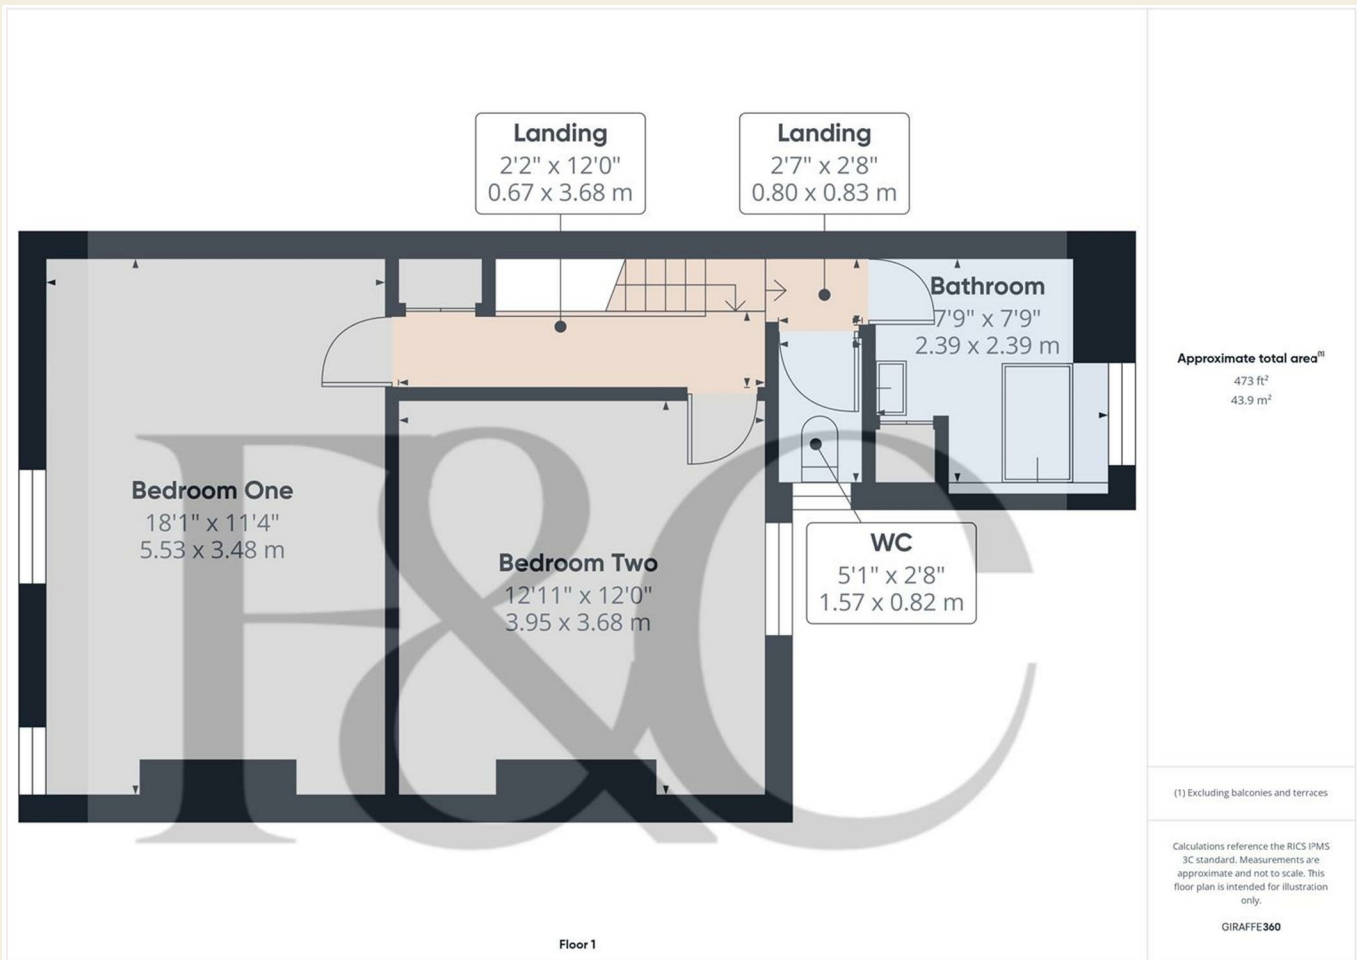 Landing
2'2" x 12'0"
0.67 x 3.68 m
Landing
2'7" x 2'8"
0.80 x 0.83 m
Bathroom
7'9" x 7'9"
2.39 x 2.39 m
Approximate total area(1)
473 ft²
43.9 m²
Bedroom One
18'1" x 11'4"
5.53 x 3.48 m
Bedroom Two
12'11" x 12'0"
3.95 x 3.68 m
WC
5'1" x 2'8"
1.57 x 0.82 m
F&C
(1) Excluding balconies and terraces
Calculations reference the RICS IPMS
3C standard. Measurements are
approximate and not to scale. This
floor plan is intended for illustration
only.
GIRAFFE360
Floor 1